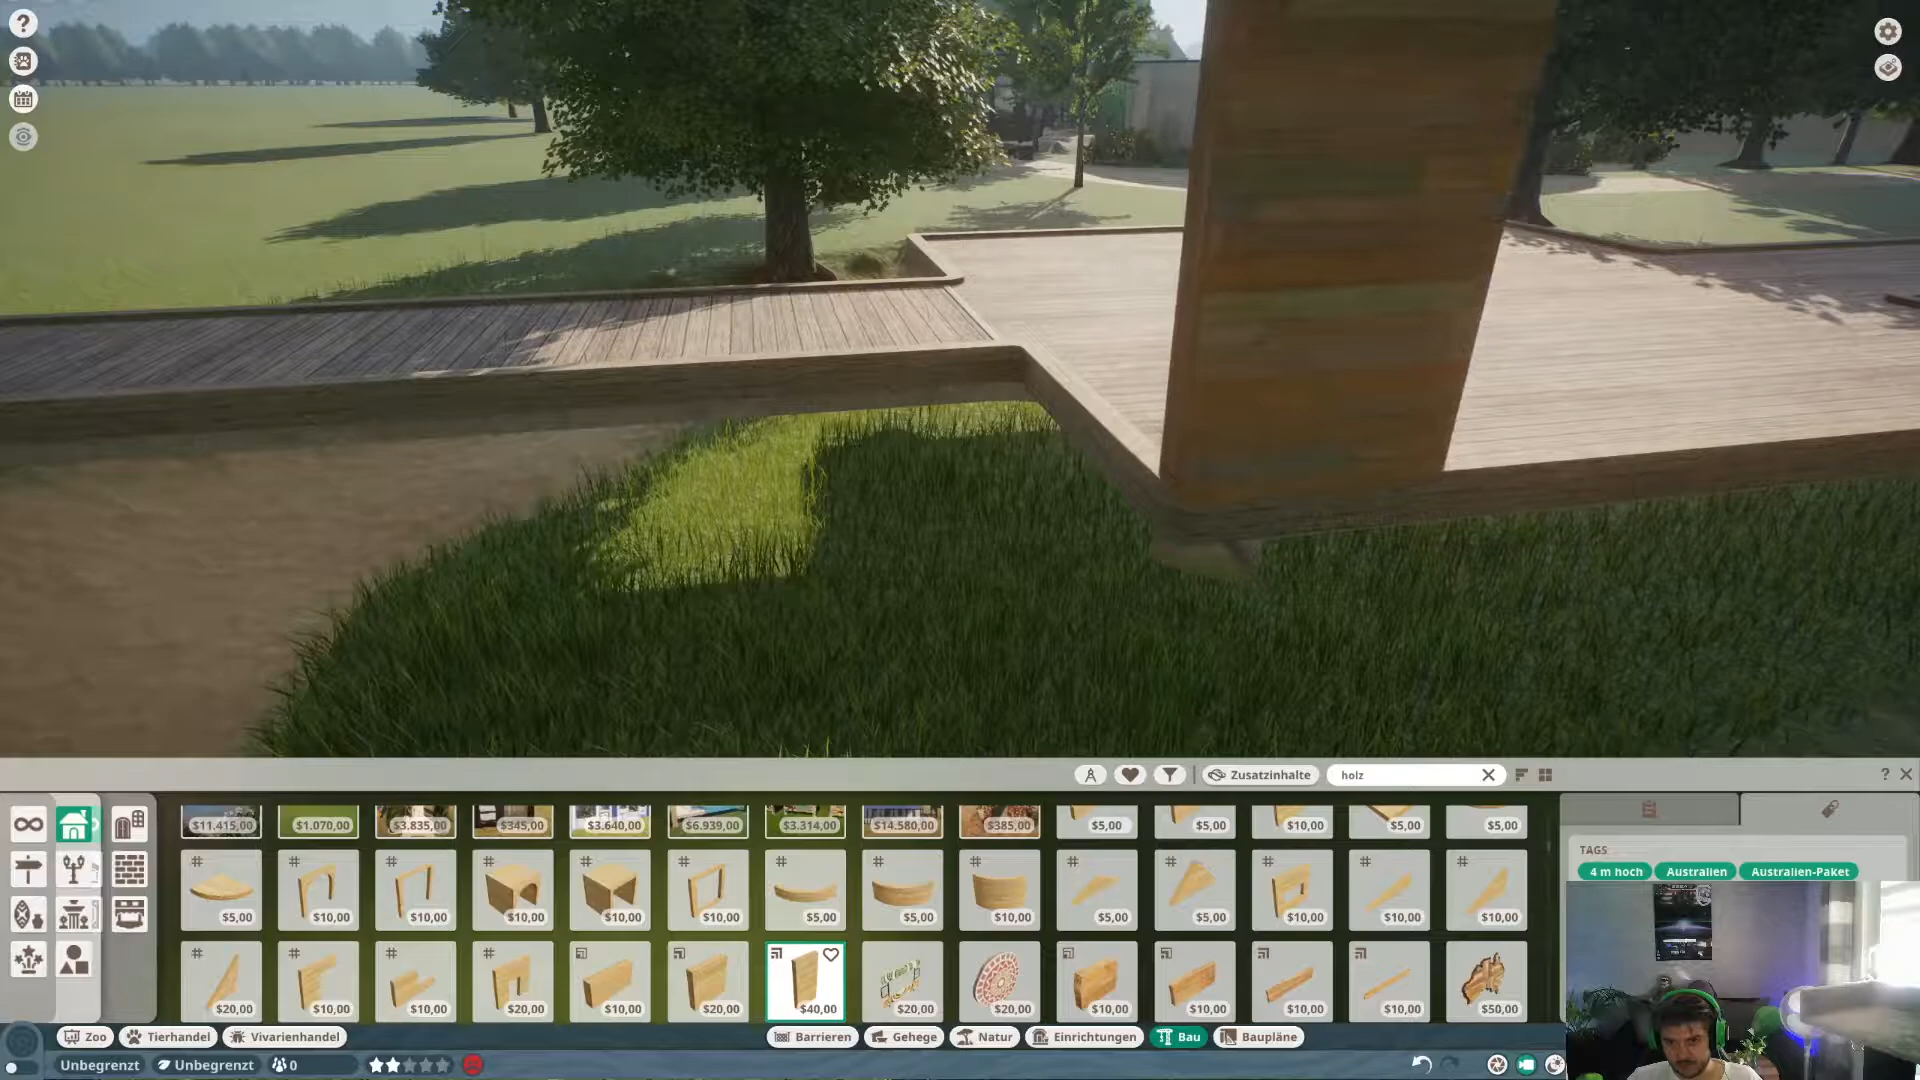 Zusatzinhalte
holz
?
$11.415,00 $1.070,00 $3.835,00 $345,00 $3.640,00 $6.939,00 $3.314,00 $14.580,00 $385,00 $5,00 $5,00 $10,00 $5,00 $5,00
$5,00 $10,00 $10,00 $10,00 $10,00 $10,00 $5,00 $5,00 $10,00 $5,00 $5,00 $10,00 $10,00 $10,00
$20,00 $10,00 $10,00 $20,00 $10,00 $20,00 $40,00 $20,00 $20,00 $10,00 $10,00 $10,00 $10,00 $50,00
TAGS
4 m hoch Australien Australien-Paket
Zoo Tierhandel Vivarienhandel Barrieren Gehege Natur Einrichtungen Bau Baupläne
Unbegrenzt Unbegrenzt 0